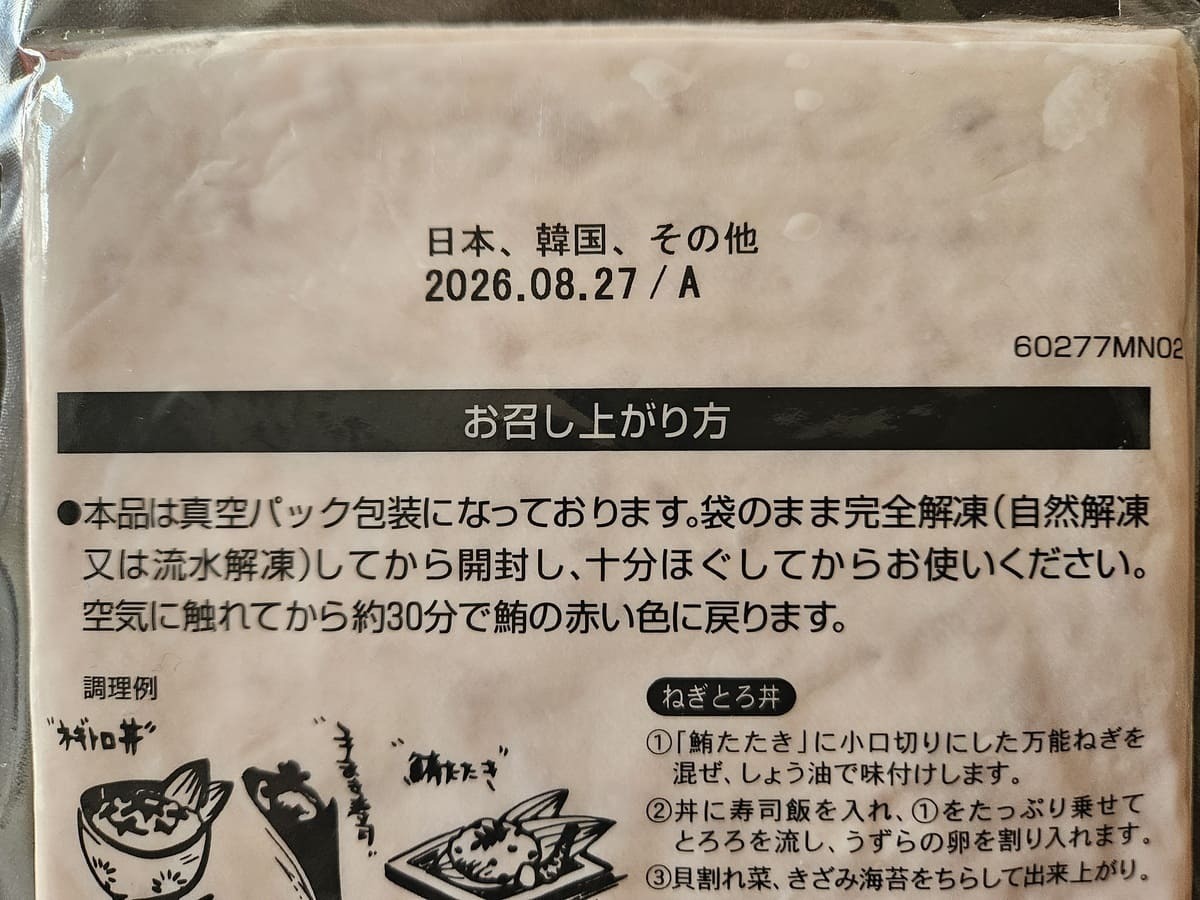 日本、韓国、その他
2026.08.27/A
60277MN02
お召し上がり方
●本品は真空パック包装になっております。袋のまま完全解凍(自然解凍
又は流水解凍)してから開封し、十分ほぐしてからお使いください。
空気に触れてから約30分で鮪の赤い色に戻ります。
調理例
"ネギトロ丼"
"手まき寿司"
"鮪たたき"
ねぎとろ丼
①「鮪たたき」に小口切りにした万能ねぎを
混ぜ、しょう油で味付けします。
②丼に寿司飯を入れ、①をたっぷり乗せて
とろろを流し、うずらの卵を割り入れます。
③貝割れ菜、きざみ海苔をちらして出来上がり。